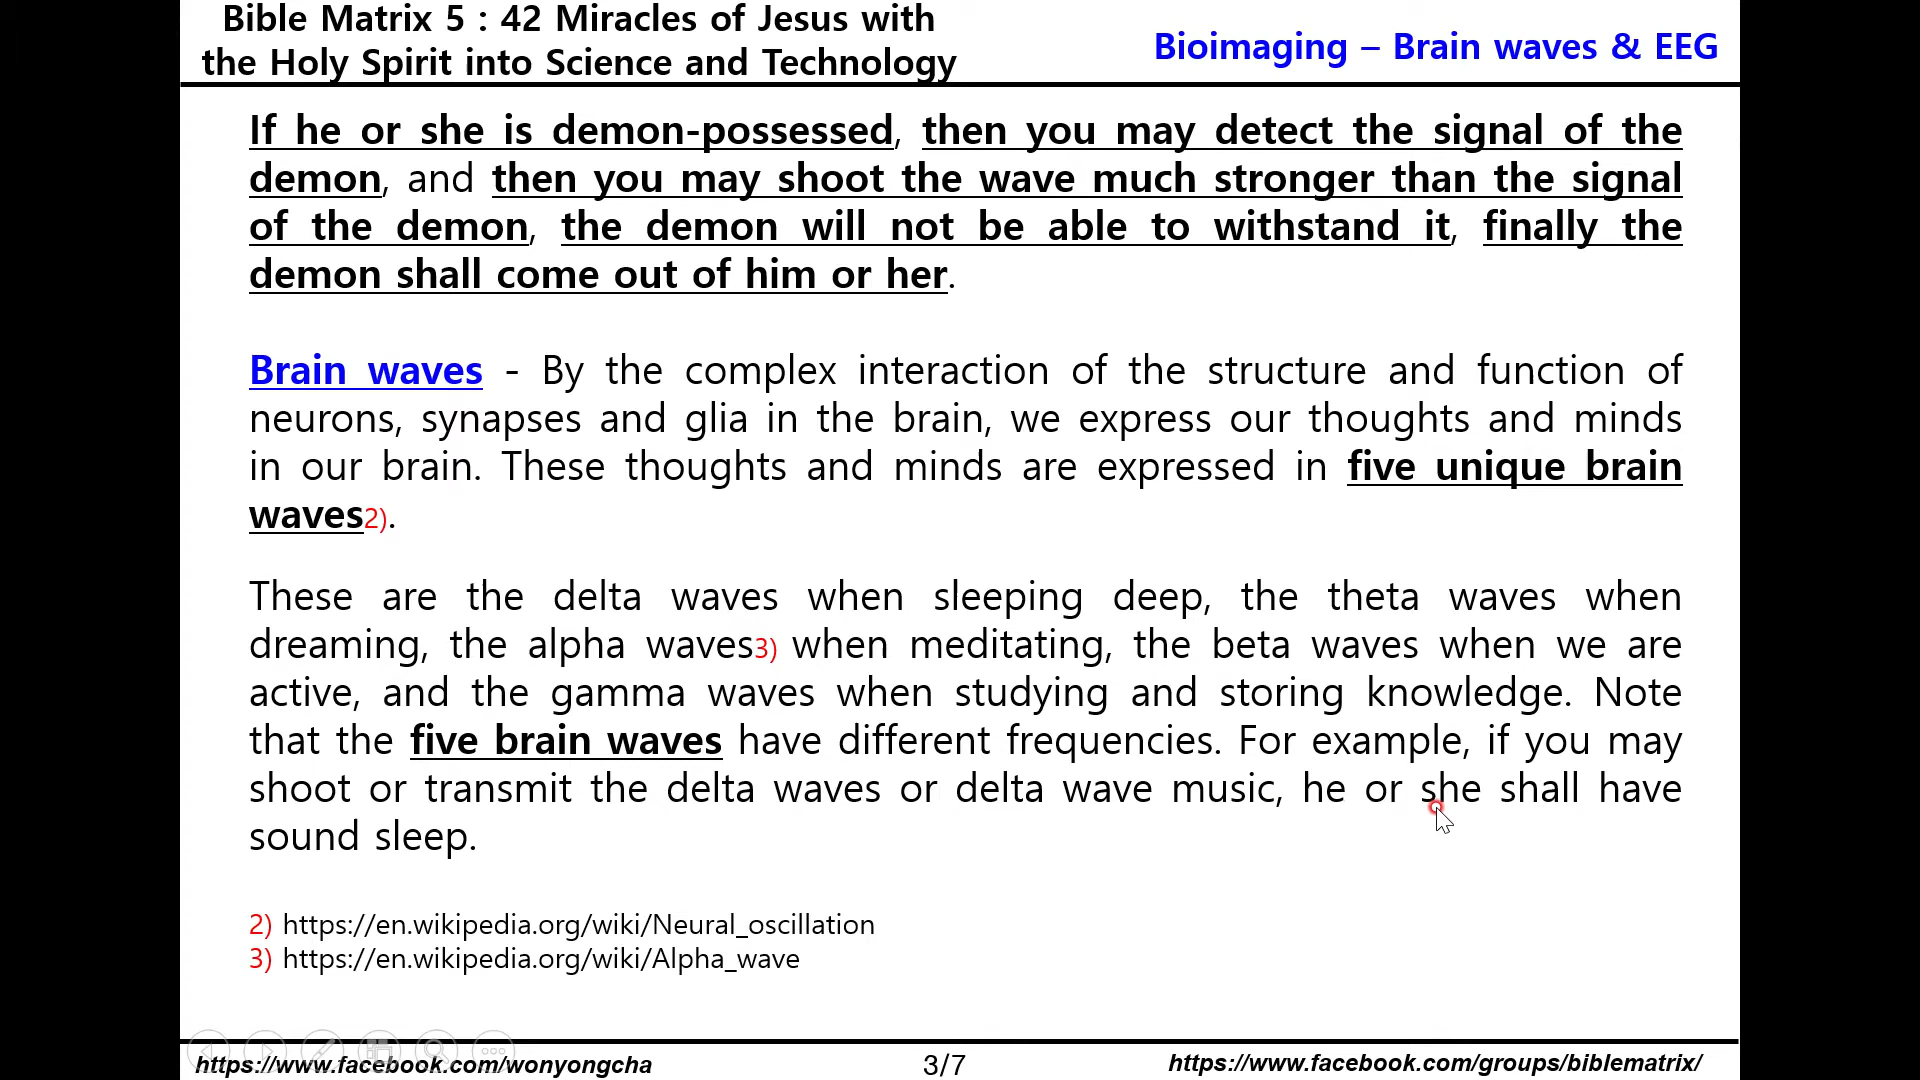 Bible Matrix 5 : 42 Miracles of Jesus with
the Holy Spirit into Science and Technology
Bioimaging – Brain waves & EEG
If he or she is demon-possessed, then you may detect the signal of the
demon, and then you may shoot the wave much stronger than the signal
of the demon, the demon will not be able to withstand it, finally the
demon shall come out of him or her.
Brain waves - By the complex interaction of the structure and function of
neurons, synapses and glia in the brain, we express our thoughts and minds
in our brain. These thoughts and minds are expressed in five unique brain
waves2).
These are the delta waves when sleeping deep, the theta waves when
dreaming, the alpha waves3) when meditating, the beta waves when we are
active, and the gamma waves when studying and storing knowledge. Note
that the five brain waves have different frequencies. For example, if you may
shoot or transmit the delta waves or delta wave music, he or she shall have
sound sleep.
2) https://en.wikipedia.org/wiki/Neural_oscillation
3) https://en.wikipedia.org/wiki/Alpha_wave
https://www.facebook.com/wonyongcha
3/7
https://www.facebook.com/groups/biblematrix/